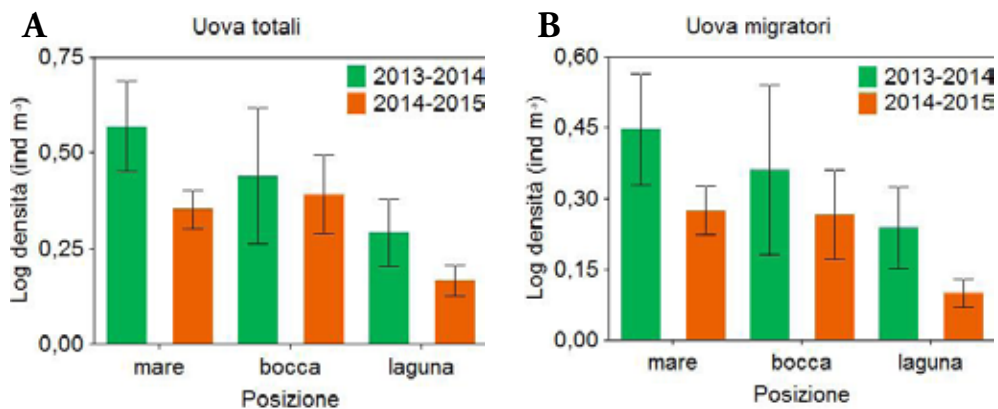 A
Uova totali
0,75
2013-2014
2014-2015
0,50
0,25
0,00
Log densità (ind m⁻³)
mare bocca laguna
Posizione
B
Uova migratori
0,60
2013-2014
2014-2015
0,45
0,30
0,15
0,00
Log densità (ind m⁻³)
mare bocca laguna
Posizione